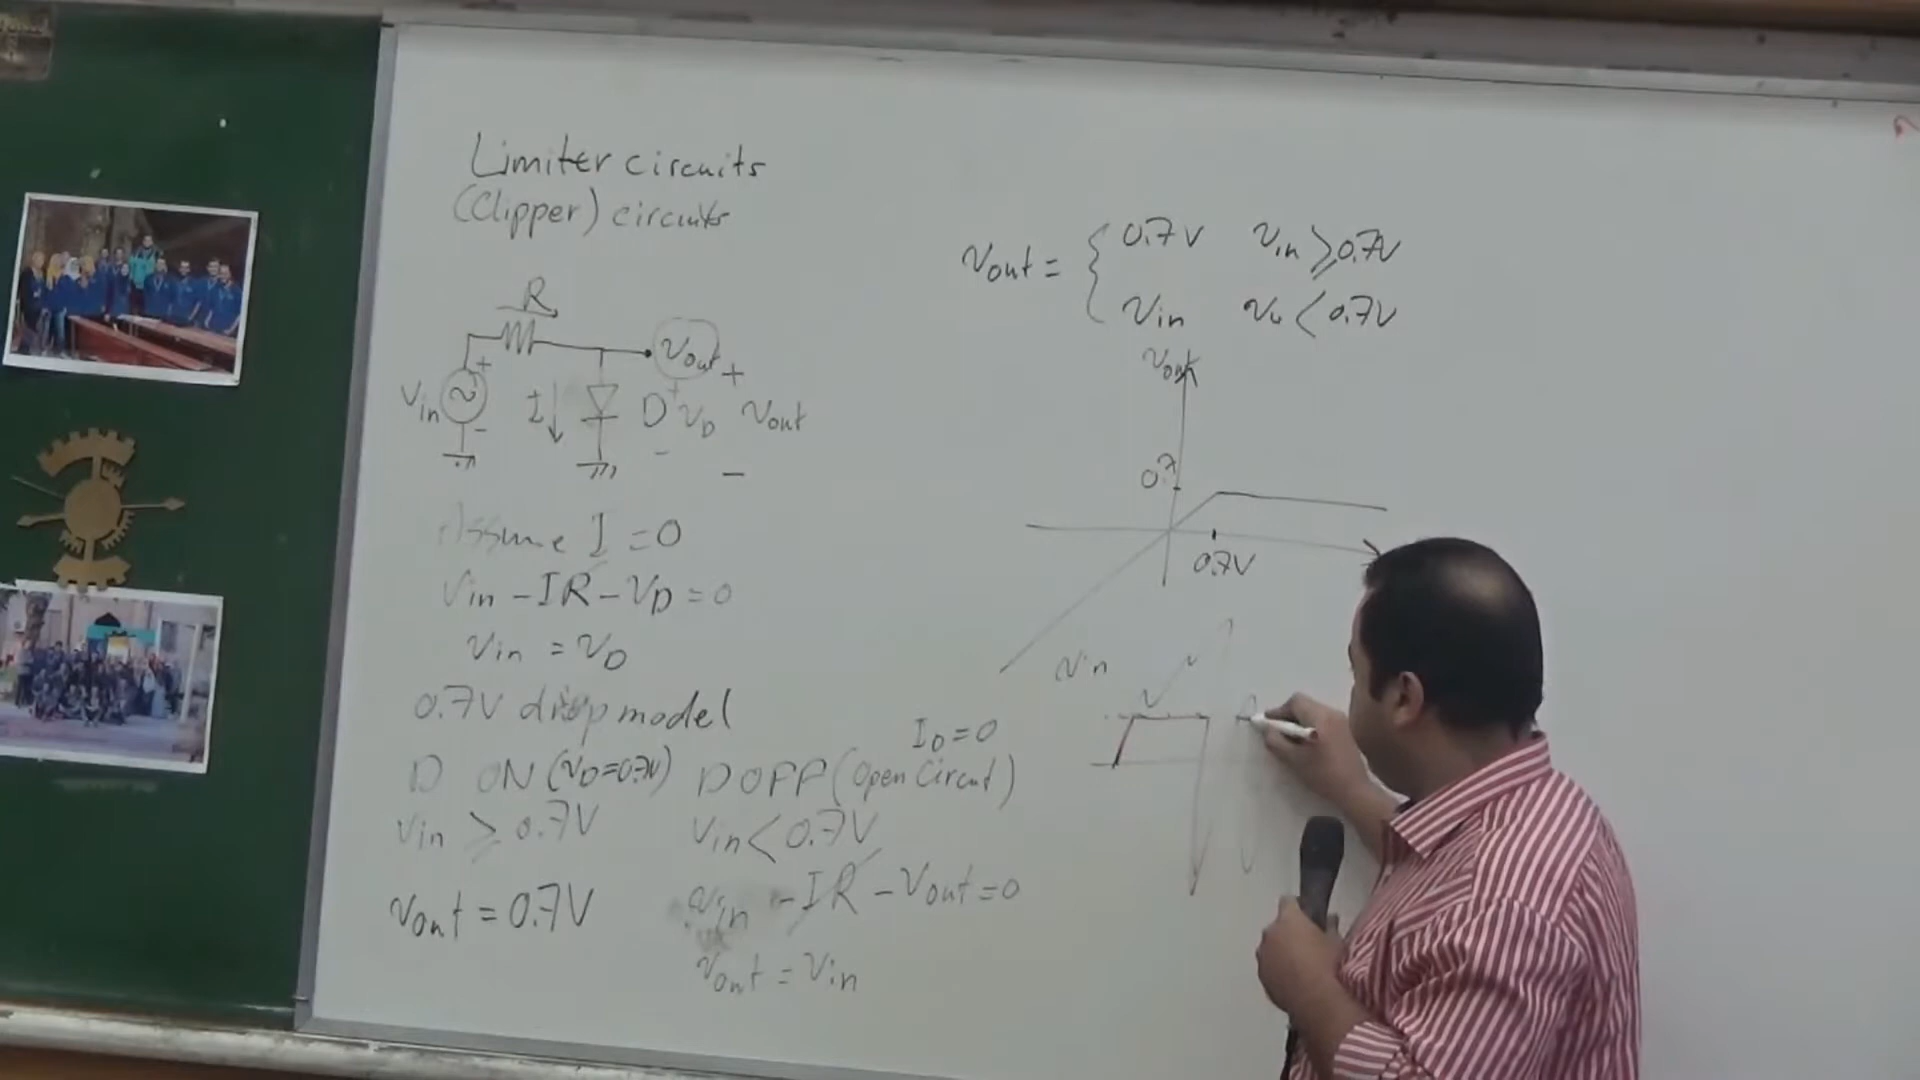 Limiter circuits
(Clipper) circuits
R
Vin
+
-
I
D
+
VD
-
Vout
+
Vout
-
Assume I = 0
Vin - IR - VD = 0
Vin = VD
0.7V drop model
D ON (VD=0.7V)
Vin ≥ 0.7V
Vout = 0.7V
ID = 0
D OFF (Open Circut)
Vin < 0.7V
Vin - IR - Vout = 0
Vout = Vin
Vout = { 0.7V Vin ≥ 0.7V
Vin Vin < 0.7V
Vout
0.7
0.7V
Vin